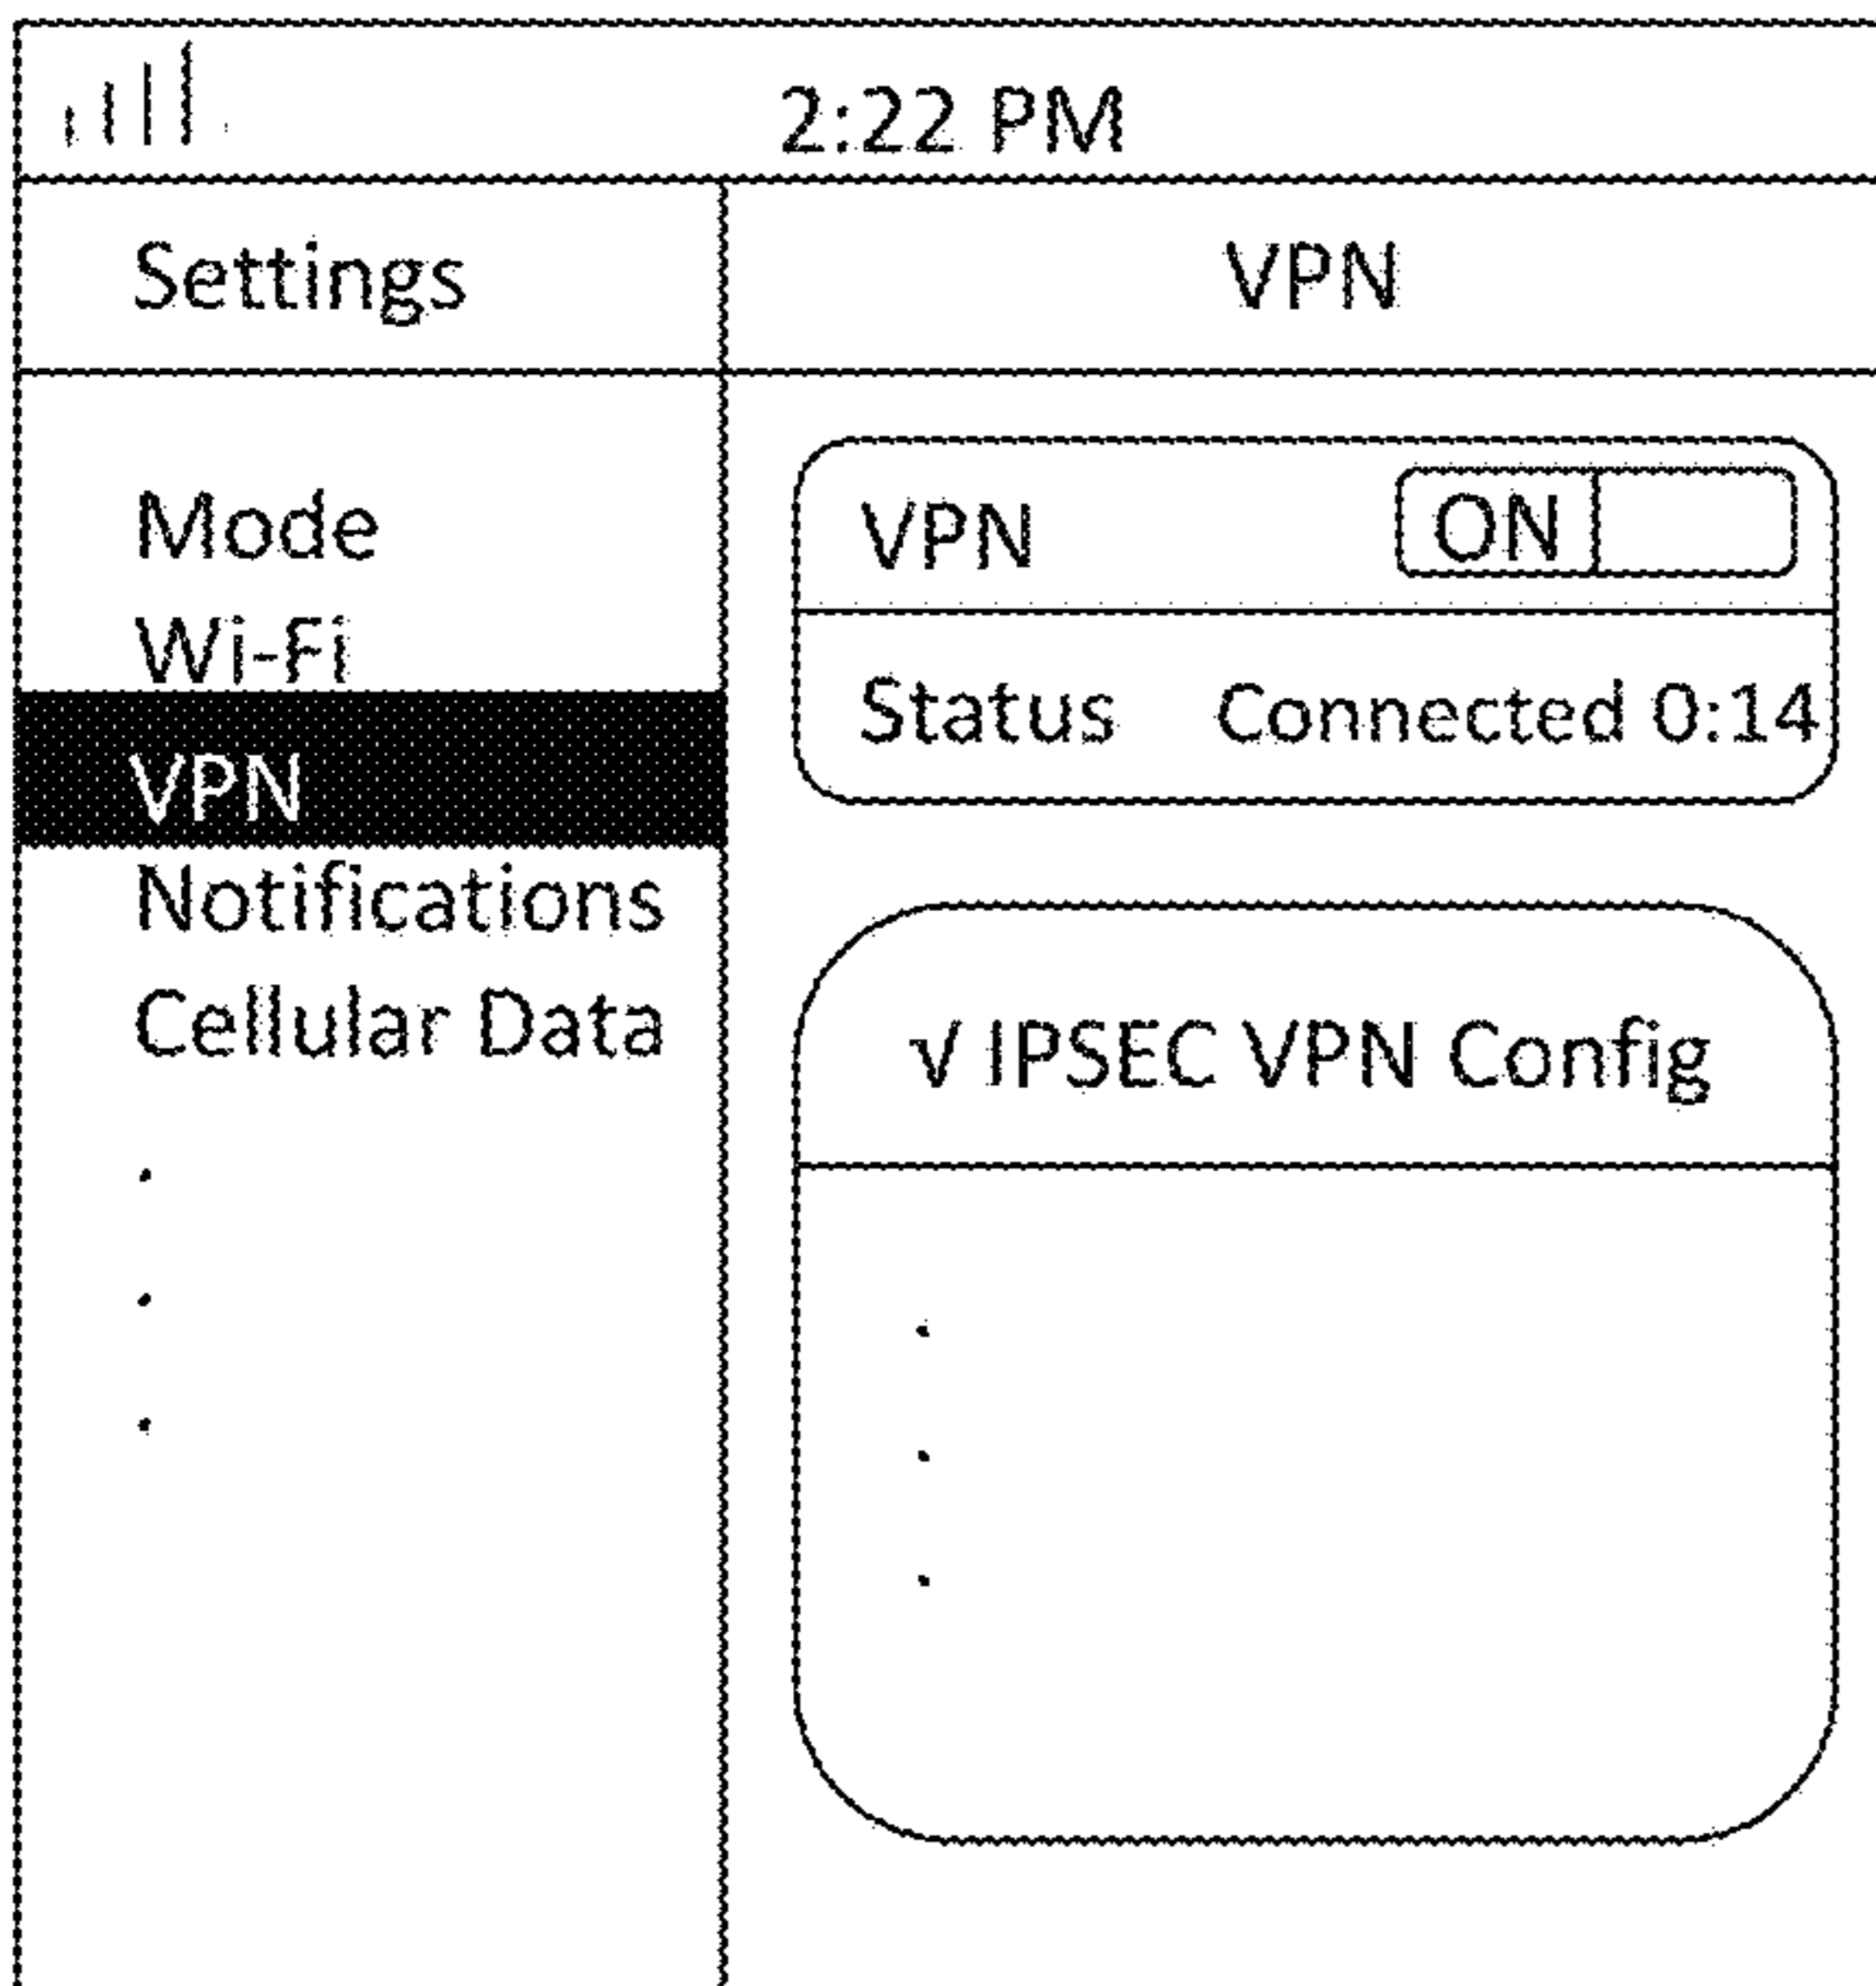 2:22 PM
Settings
VPN
Mode
Wi-Fi
VPN
Notifications
Cellular Data
.
.
.
VPN ON
Status Connected 0:14
√ IPSEC VPN Config
.
.
.